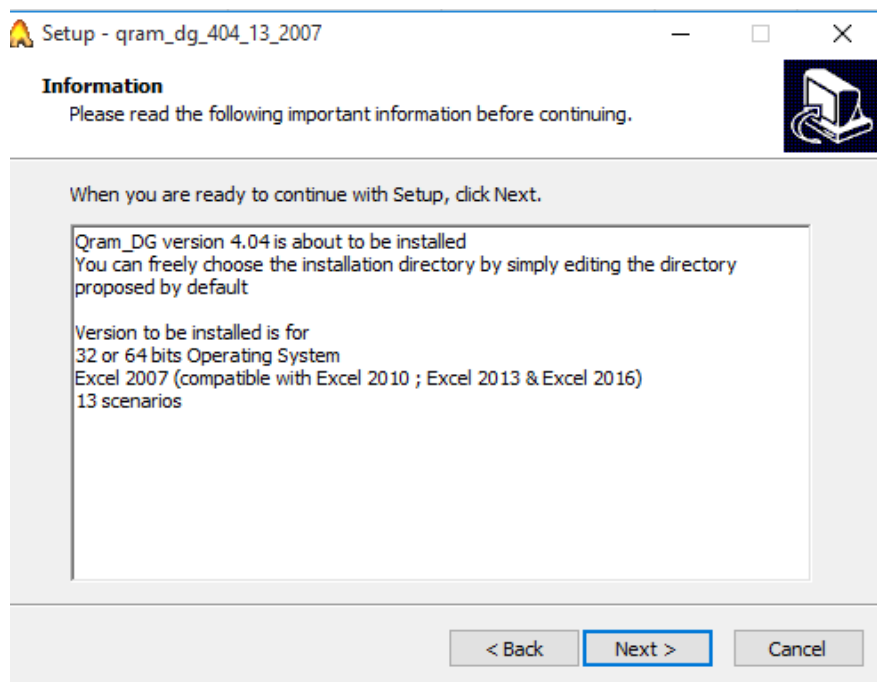 Setup - qram_dg_404_13_2007
Information
Please read the following important information before continuing.
When you are ready to continue with Setup, click Next.
Qram_DG version 4.04 is about to be installed
You can freely choose the installation directory by simply editing the directory
proposed by default
Version to be installed is for
32 or 64 bits Operating System
Excel 2007 (compatible with Excel 2010 ; Excel 2013 & Excel 2016)
13 scenarios
< Back
Next >
Cancel